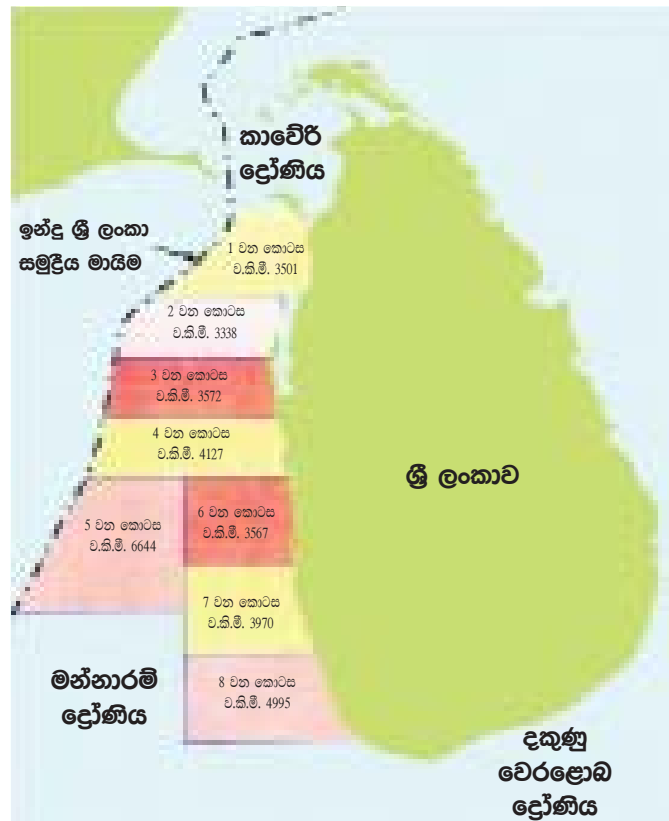 කාවේරි
ද්‍රෝණිය
ඉන්දු ශ්‍රී ලංකා
සමුද්‍රීය මායිම
1 වන කොටස
ව.කි.මී. 3501
2 වන කොටස
ව.කි.මී. 3338
3 වන කොටස
ව.කි.මී. 3572
4 වන කොටස
ව.කි.මී. 4127
ශ්‍රී ලංකාව
5 වන කොටස
ව.කි.මී. 6644
6 වන කොටස
ව.කි.මී. 3567
7 වන කොටස
ව.කි.මී. 3970
මන්නාරම්
ද්‍රෝණිය
8 වන කොටස
ව.කි.මී. 4995
දකුණු
වෙරළොබ
ද්‍රෝණිය